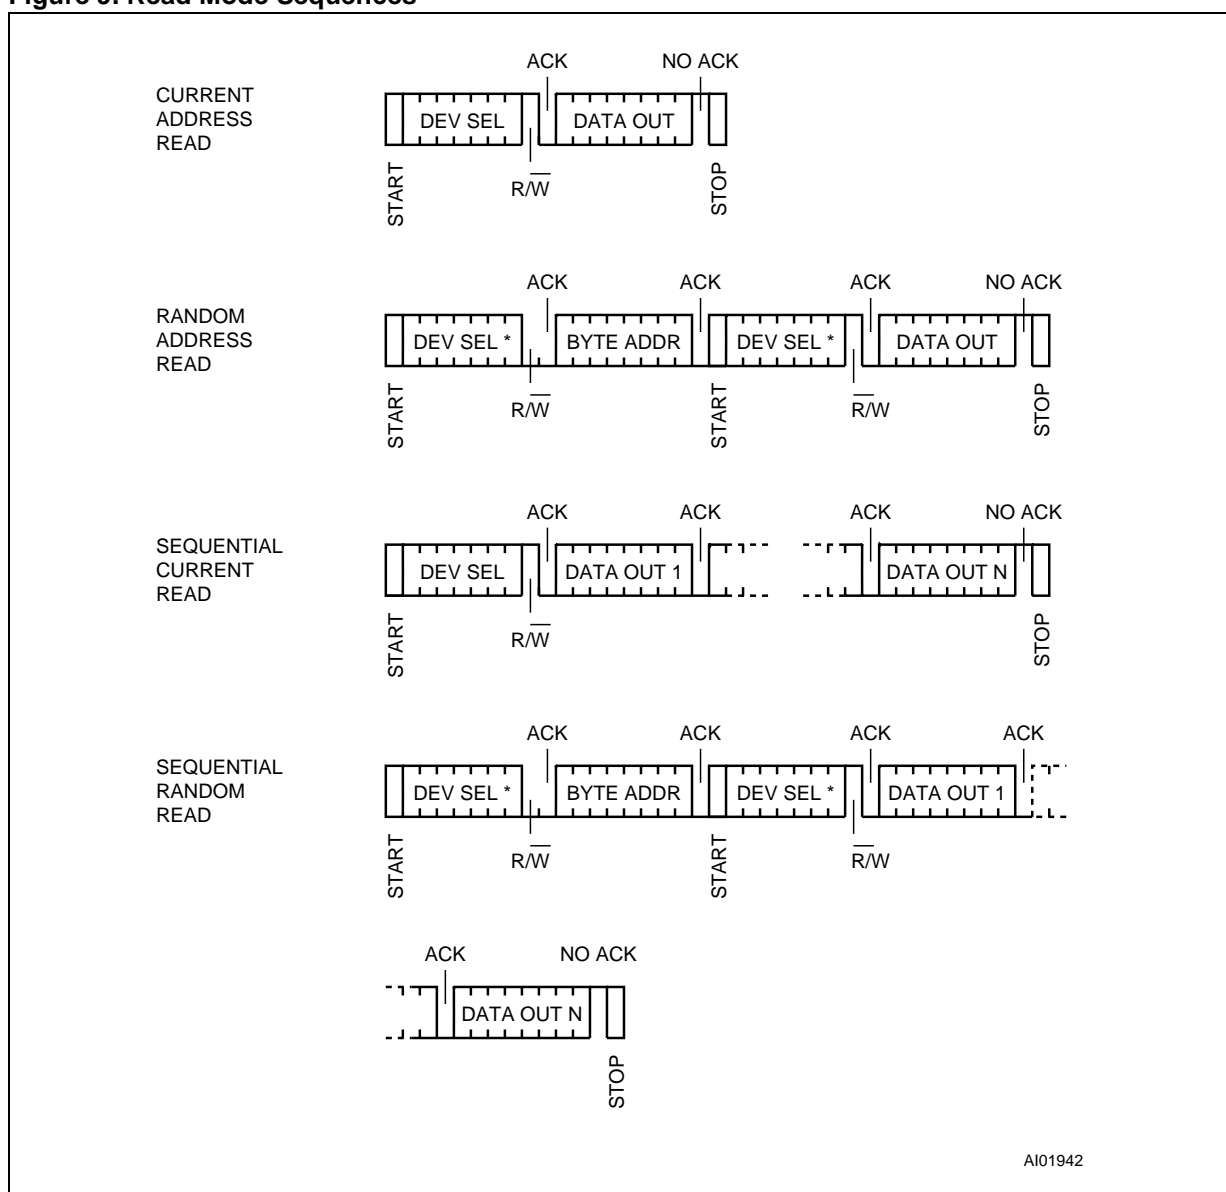 Figure 9. Read Mode Sequences
ACK NO ACK
CURRENT
ADDRESS
READ
DEV SEL DATA OUT
START R/W̅ STOP
ACK ACK ACK NO ACK
RANDOM
ADDRESS
READ
DEV SEL * BYTE ADDR DEV SEL * DATA OUT
START R/W̅ START R̅/W STOP
ACK ACK ACK NO ACK
SEQUENTIAL
CURRENT
READ
DEV SEL DATA OUT 1 DATA OUT N
START R/W̅ STOP
ACK ACK ACK ACK
SEQUENTIAL
RANDOM
READ
DEV SEL * BYTE ADDR DEV SEL * DATA OUT 1
START R/W̅ START R̅/W
ACK NO ACK
DATA OUT N
STOP
AI01942